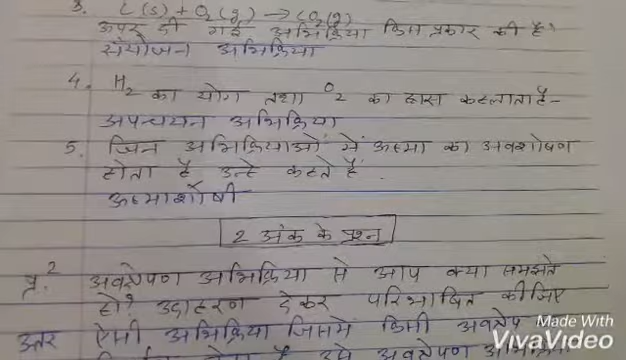 3. C(s) + O2(g) → CO2(g)
ऊपर दी गई अभिक्रिया किस प्रकार की है?
संयोजन अभिक्रिया
4. H2 का योग तथा O2 का ह्रास कहलाता है-
अपचयन अभिक्रिया
5. जिन अभिक्रियाओं में ऊष्मा का अवशोषण
होता है उन्हे कहते हैं
ऊष्माशोषी
2 अंक के प्रश्न
प्र.2 अवक्षेपण अभिक्रिया से आप क्या समझते
हो? उदाहरण देकर परिभाषित कीजिए
उत्तर ऐसी अभिक्रिया जिसमें किसी
Made With
VivaVideo